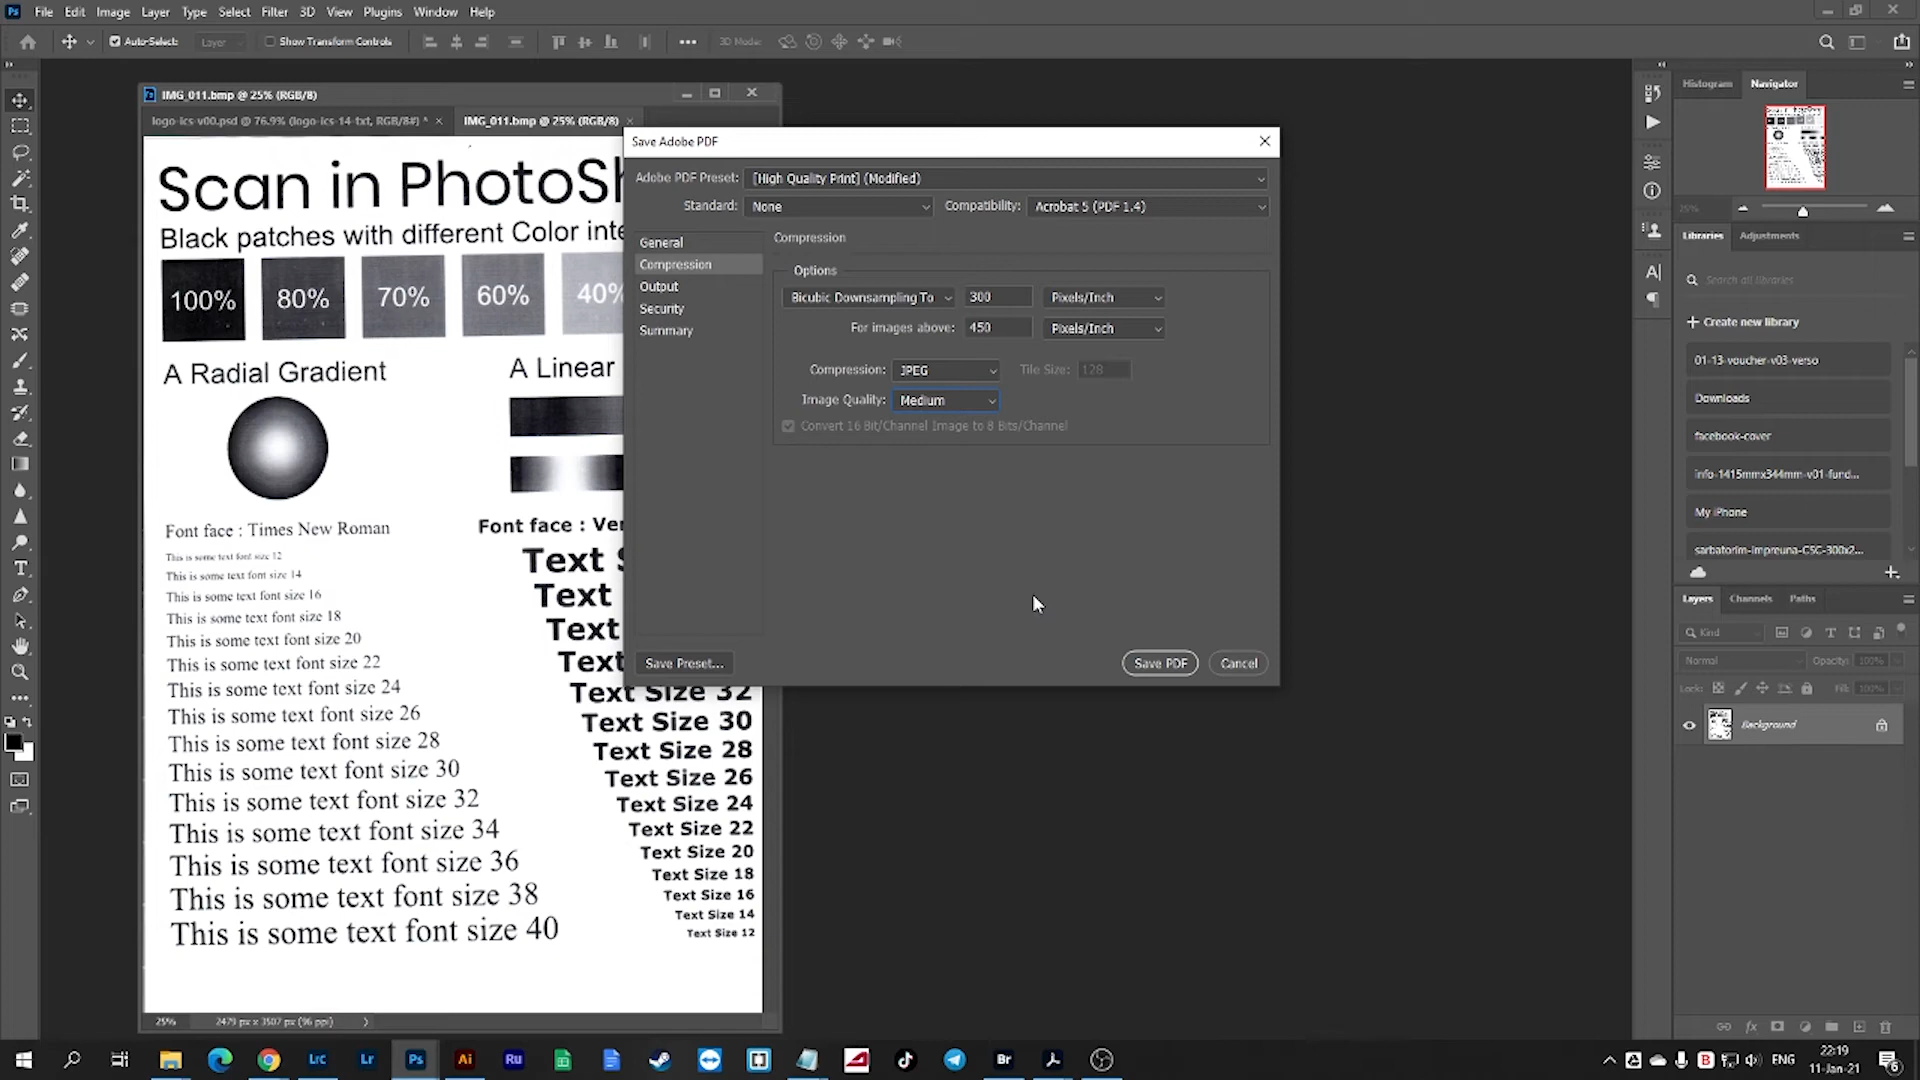 Ps File Edit Image Layer Type Select Filter 3D View Plugins Window Help
Auto-Select: Layer Show Transform Controls 3D Mode:
IMG_011.bmp @ 25% (RGB/8)
logo-ics-v00.psd @ 76.9% (logo-ics-14-txt, RGB/8#) * × IMG_011.bmp @ 25% (RGB/8) ×
Scan in PhotoSh
Black patches with different Color inte
100% 80% 70% 60% 40%
A Radial Gradient
A Linear
Font face : Times New Roman
This is some text font size 12
This is some text font size 14
This is some text font size 16
This is some text font size 18
This is some text font size 20
This is some text font size 22
This is some text font size 24
This is some text font size 26
This is some text font size 28
This is some text font size 30
This is some text font size 32
This is some text font size 34
This is some text font size 36
This is some text font size 38
This is some text font size 40
Font face : Ver
Text S
Text
Text
Text
Text Size 32
Text Size 30
Text Size 28
Text Size 26
Text Size 24
Text Size 22
Text Size 20
Text Size 18
Text Size 16
Text Size 14
Text Size 12
25% 2479 px x 3507 px (96 ppi)
Save Adobe PDF
Adobe PDF Preset: [High Quality Print] (Modified)
Standard: None Compatibility: Acrobat 5 (PDF 1.4)
General
Compression
Output
Security
Summary
Compression
Options
Bicubic Downsampling To 300 Pixels/Inch
For images above: 450 Pixels/Inch
Compression: JPEG Tile Size: 128
Image Quality: Medium
Convert 16 Bit/Channel Image to 8 Bits/Channel
Save Preset... Save PDF Cancel
Histogram Navigator
25%
Libraries Adjustments
Search all libraries
Create new library
01-13-voucher-v03-verso
Downloads
facebook-cover
info-1415mmx344mm-v01-fund...
My iPhone
sarbatorim-impreuna-CSC-300x2...
Layers Channels Paths
Kind
Normal Opacity: 100%
Lock: Fill: 100%
Background
Lrc Lr Ps Ai Ru Br
ENG
22:19
11-Jan-21
6